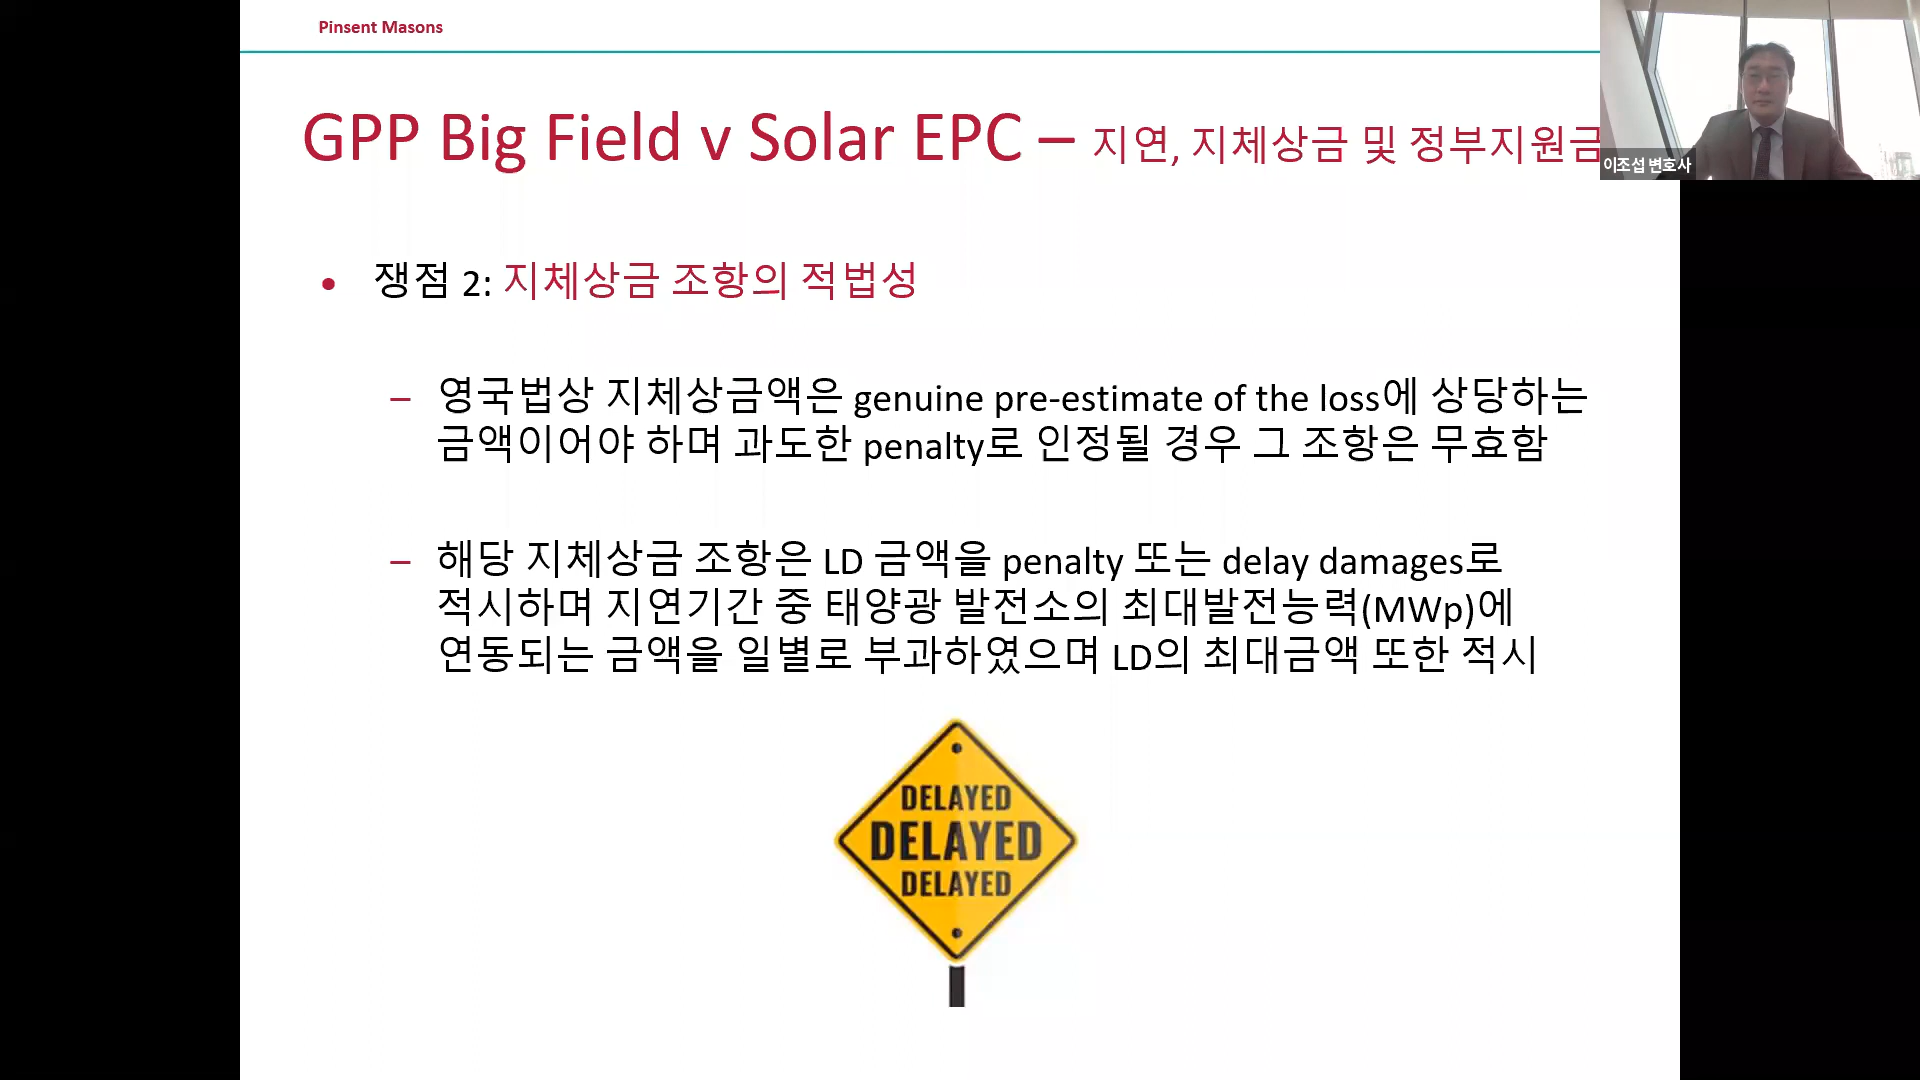 Pinsent Masons
GPP Big Field v Solar EPC – 지연, 지체상금 및 정부지원금
이조섭 변호사
• 쟁점 2: 지체상금 조항의 적법성
– 영국법상 지체상금액은 genuine pre-estimate of the loss에 상당하는
금액이어야 하며 과도한 penalty로 인정될 경우 그 조항은 무효함
– 해당 지체상금 조항은 LD 금액을 penalty 또는 delay damages로
적시하며 지연기간 중 태양광 발전소의 최대발전능력(MWp)에
연동되는 금액을 일별로 부과하였으며 LD의 최대금액 또한 적시
DELAYED
DELAYED
DELAYED